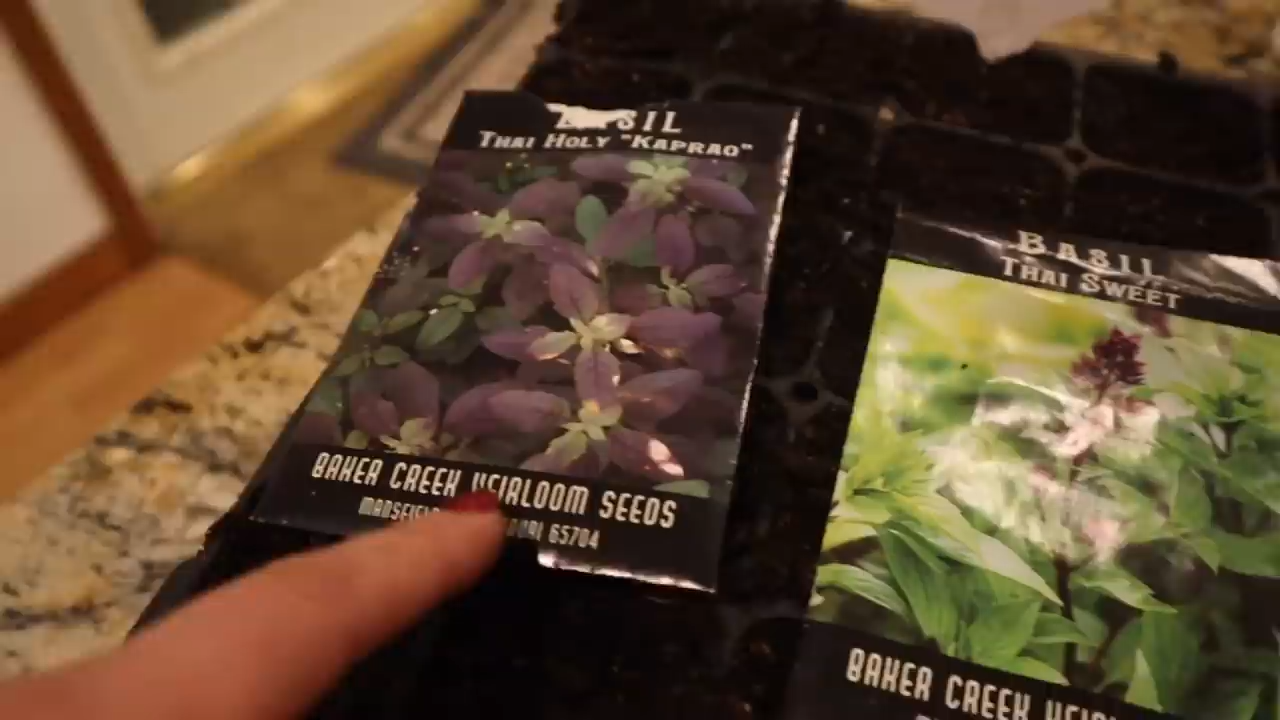 BASIL
THAI HOLY "KAPRAO"
BAKER CREEK HEIRLOOM SEEDS
65704
BASIL
THAI SWEET
BAKER CREEK